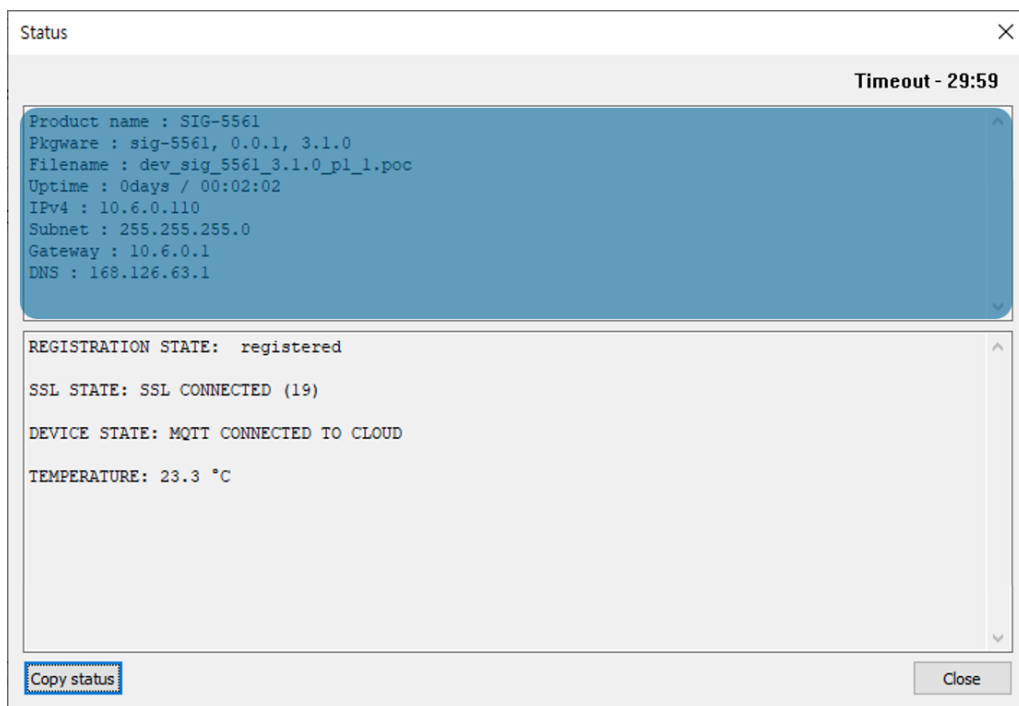 Status
Timeout - 29:59
Product name : SIG-5561
Pkgware : sig-5561, 0.0.1, 3.1.0
Filename : dev_sig_5561_3.1.0_p1_1.poc
Uptime : 0days / 00:02:02
IPv4 : 10.6.0.110
Subnet : 255.255.255.0
Gateway : 10.6.0.1
DNS : 168.126.63.1
REGISTRATION STATE:  registered
SSL STATE: SSL CONNECTED (19)
DEVICE STATE: MQTT CONNECTED TO CLOUD
TEMPERATURE: 23.3 °C
Copy status
Close